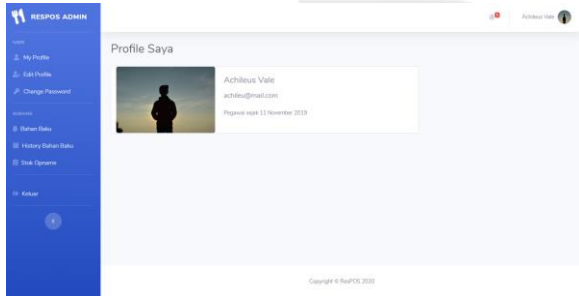 RESPOS ADMIN
Achileus Vale
My Profile
Edit Profile
Change Password
Bahan Baku
History Bahan Baku
Stok Opname
Keluar
Profile Saya
Achileus Vale
achileu@mail.com
Pegawai sejak 11 November 2019
Copyright © ResPOS 2020